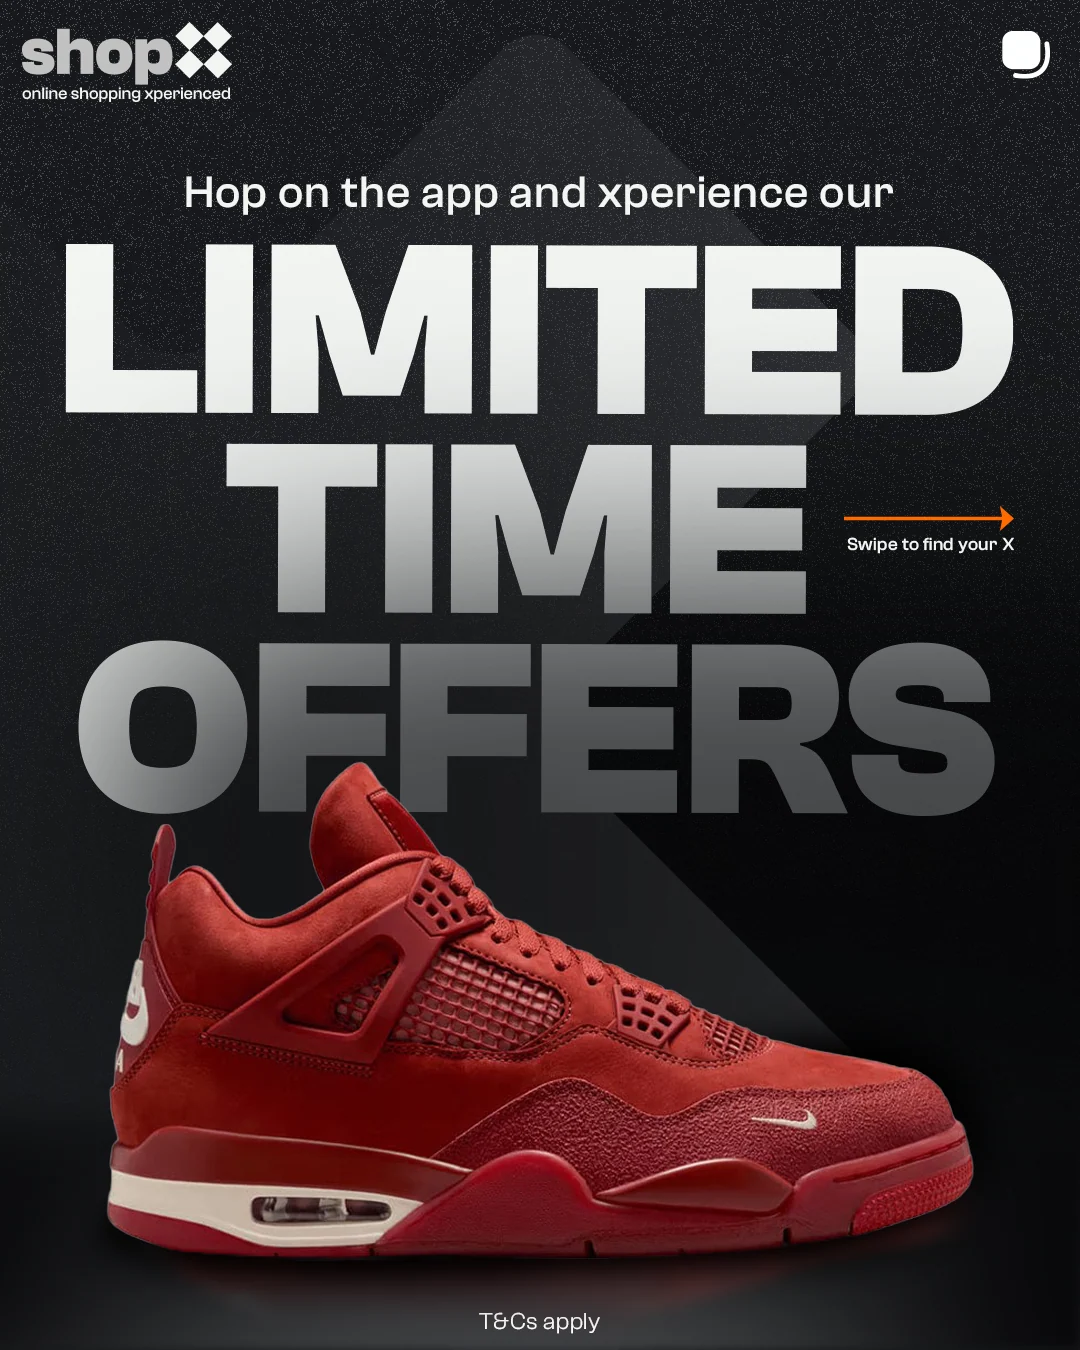 shop
online shopping xperienced
Hop on the app and xperience our
LIMITED
TIME
Swipe to find your X
OFFERS
A
T&Cs apply